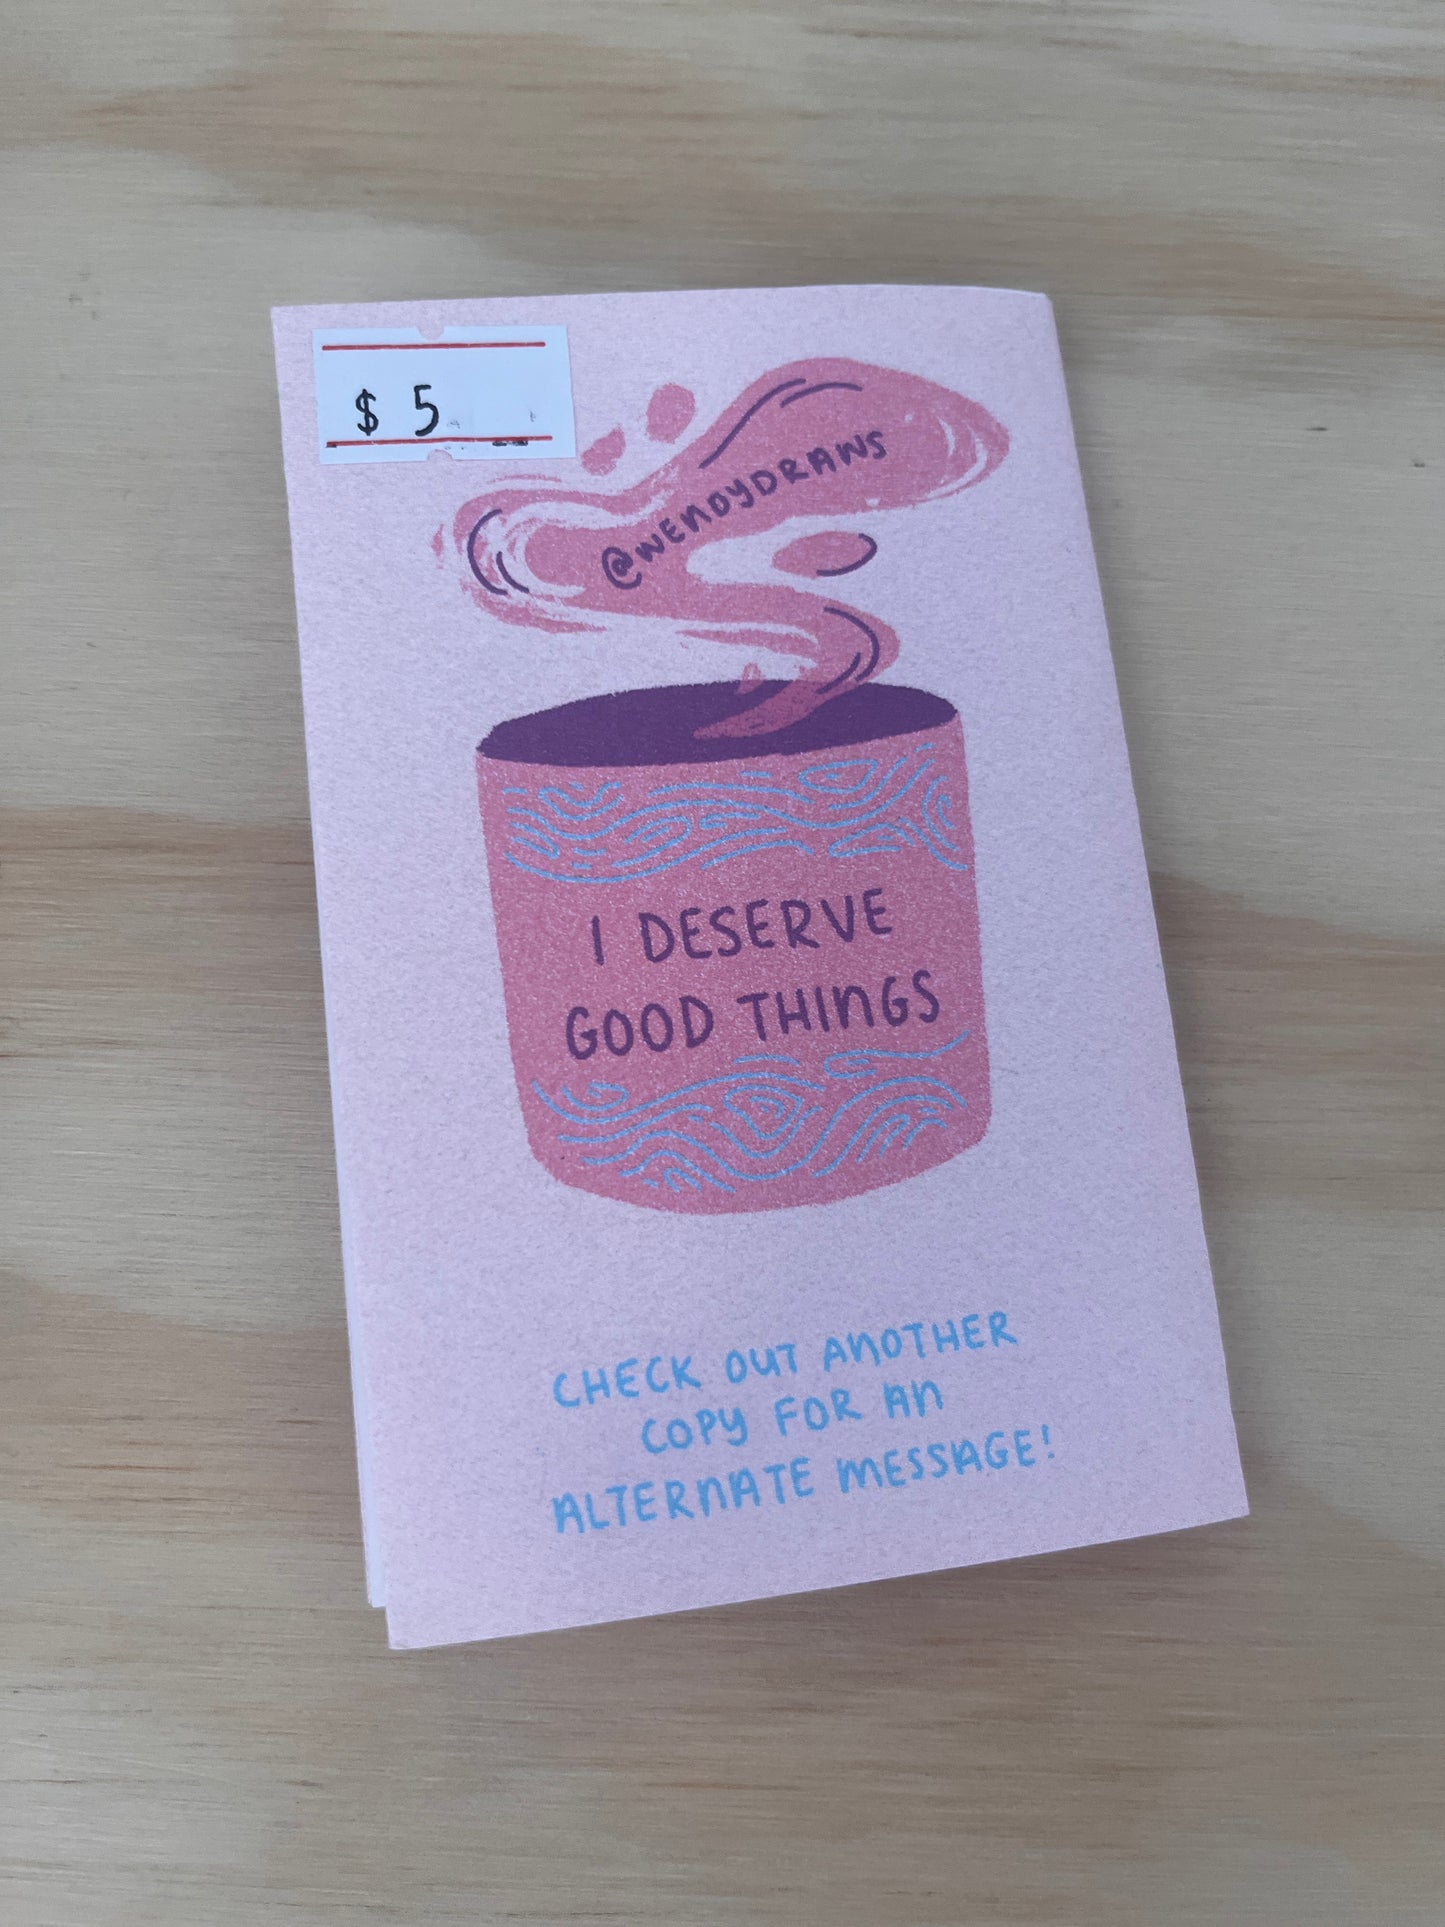 $ 5
@WENDYDRAWS
I DESERVE
GOOD THINGS
CHECK OUT ANOTHER
COPY FOR AN
ALTERNATE MESSAGE!